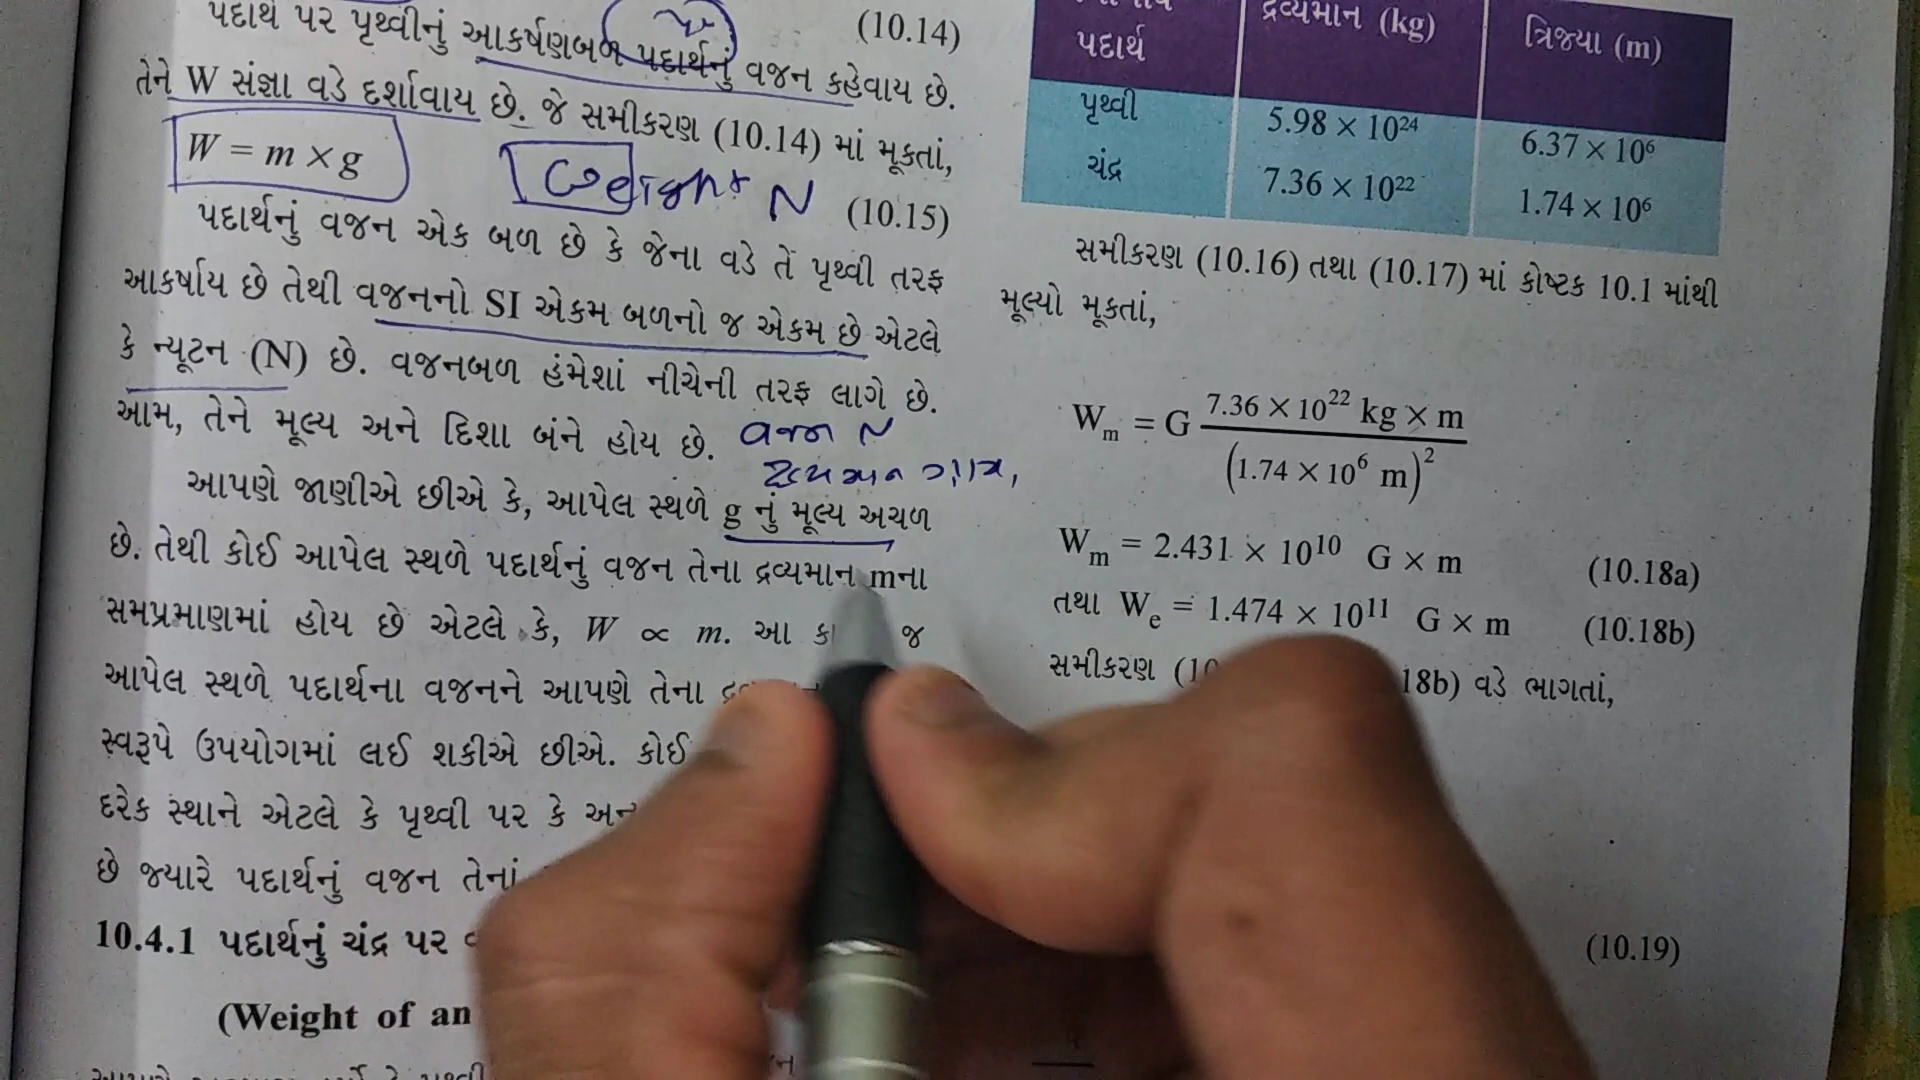 પદાર્થ પર પૃથ્વીનું આકર્ષણબળ પદાર્થનું વજન કહેવાય છે.
(10.14)
તેને W સંજ્ઞા વડે દર્શાવાય છે. જે સમીકરણ (10.14) માં મૂકતાં,
W = m × g
Weight N (10.15)
પદાર્થનું વજન એક બળ છે કે જેના વડે તે પૃથ્વી તરફ
આકર્ષાય છે તેથી વજનનો SI એકમ બળનો જ એકમ છે એટલે
કે ન્યૂટન (N) છે. વજનબળ હંમેશાં નીચેની તરફ લાગે છે.
આમ, તેને મૂલ્ય અને દિશા બંને હોય છે. વજન N
આપણે જાણીએ છીએ કે, આપેલ સ્થળે g નું મૂલ્ય અચળ
છે. તેથી કોઈ આપેલ સ્થળે પદાર્થનું વજન તેના દ્રવ્યમાન mના
સમપ્રમાણમાં હોય છે એટલે કે, W ∝ m. આ જ
આપેલ સ્થળે પદાર્થના વજનને આપણે તેના
સ્વરૂપે ઉપયોગમાં લઈ શકીએ છીએ. કોઈ
દરેક સ્થાને એટલે કે પૃથ્વી પર કે
છે જ્યારે પદાર્થનું વજન તેનાં
10.4.1 પદાર્થનું ચંદ્ર પર
(Weight of an
પદાર્થ દ્રવ્યમાન (kg) ત્રિજ્યા (m)
પૃથ્વી 5.98 × 10²⁴ 6.37 × 10⁶
ચંદ્ર 7.36 × 10²² 1.74 × 10⁶
સમીકરણ (10.16) તથા (10.17) માં કોષ્ટક 10.1 માંથી
મૂલ્યો મૂકતાં,
Wₘ = G 7.36 × 10²² kg × m
(1.74 × 10⁶ m)²
Wₘ = 2.431 × 10¹⁰ G × m (10.18a)
તથા Wₑ = 1.474 × 10¹¹ G × m (10.18b)
સમીકરણ (10 18b) વડે ભાગતાં,
(10.19)